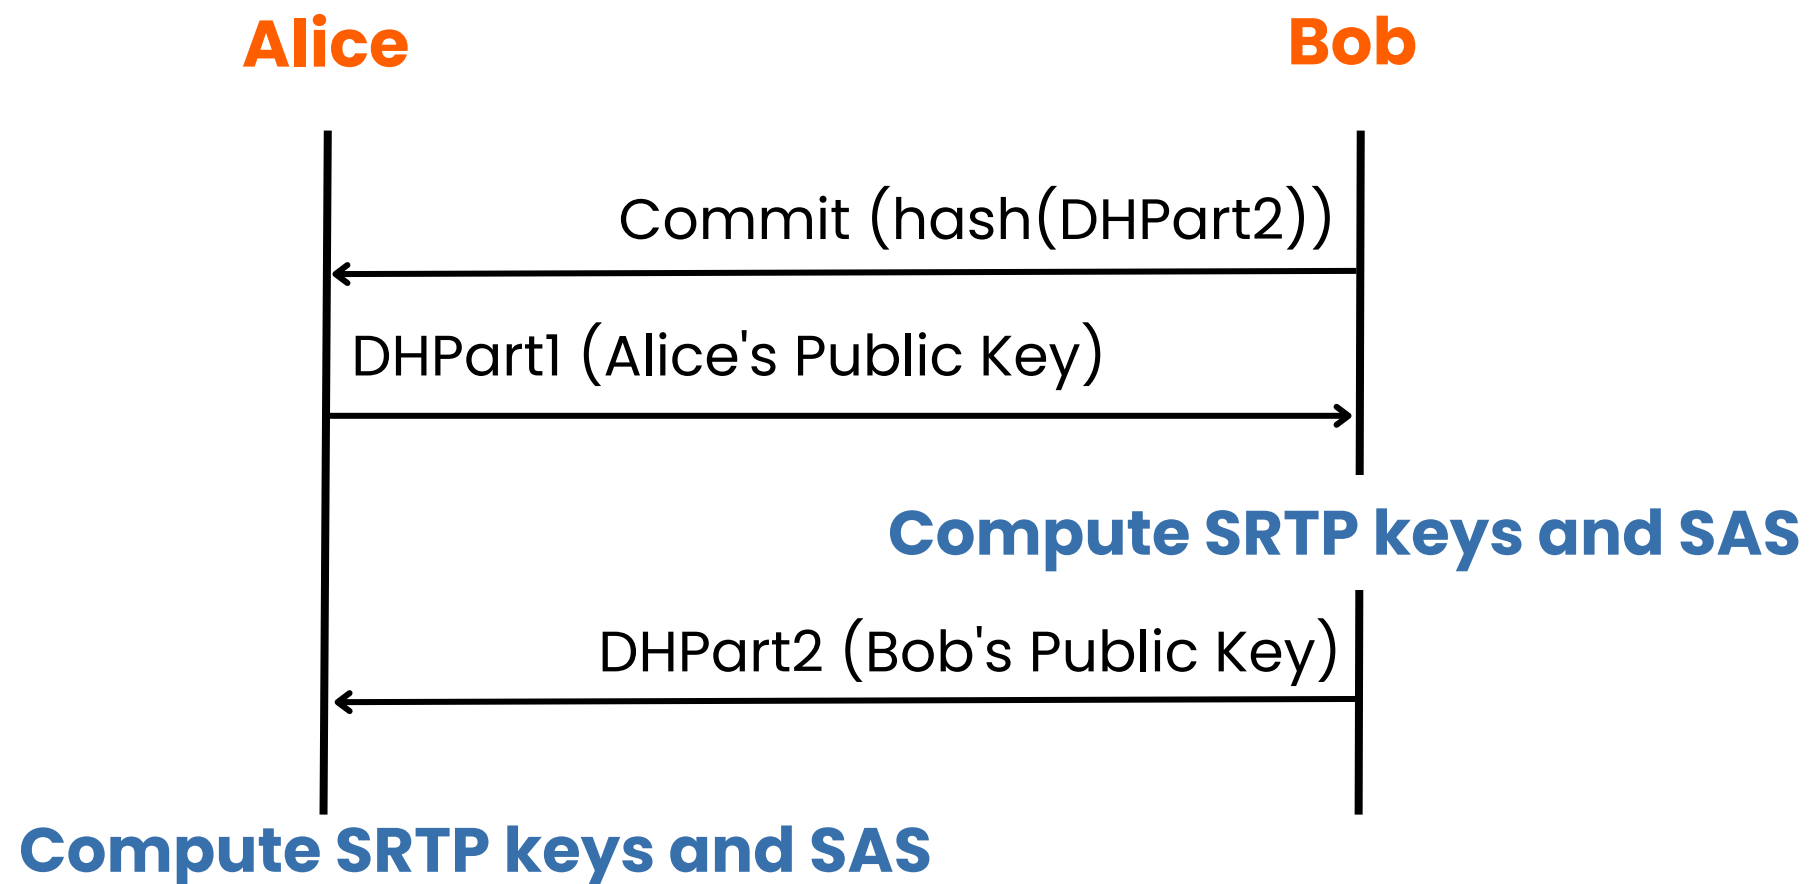 Alice
Bob
Commit (hash(DHPart2))
DHPart1 (Alice's Public Key)
Compute SRTP keys and SAS
DHPart2 (Bob's Public Key)
Compute SRTP keys and SAS